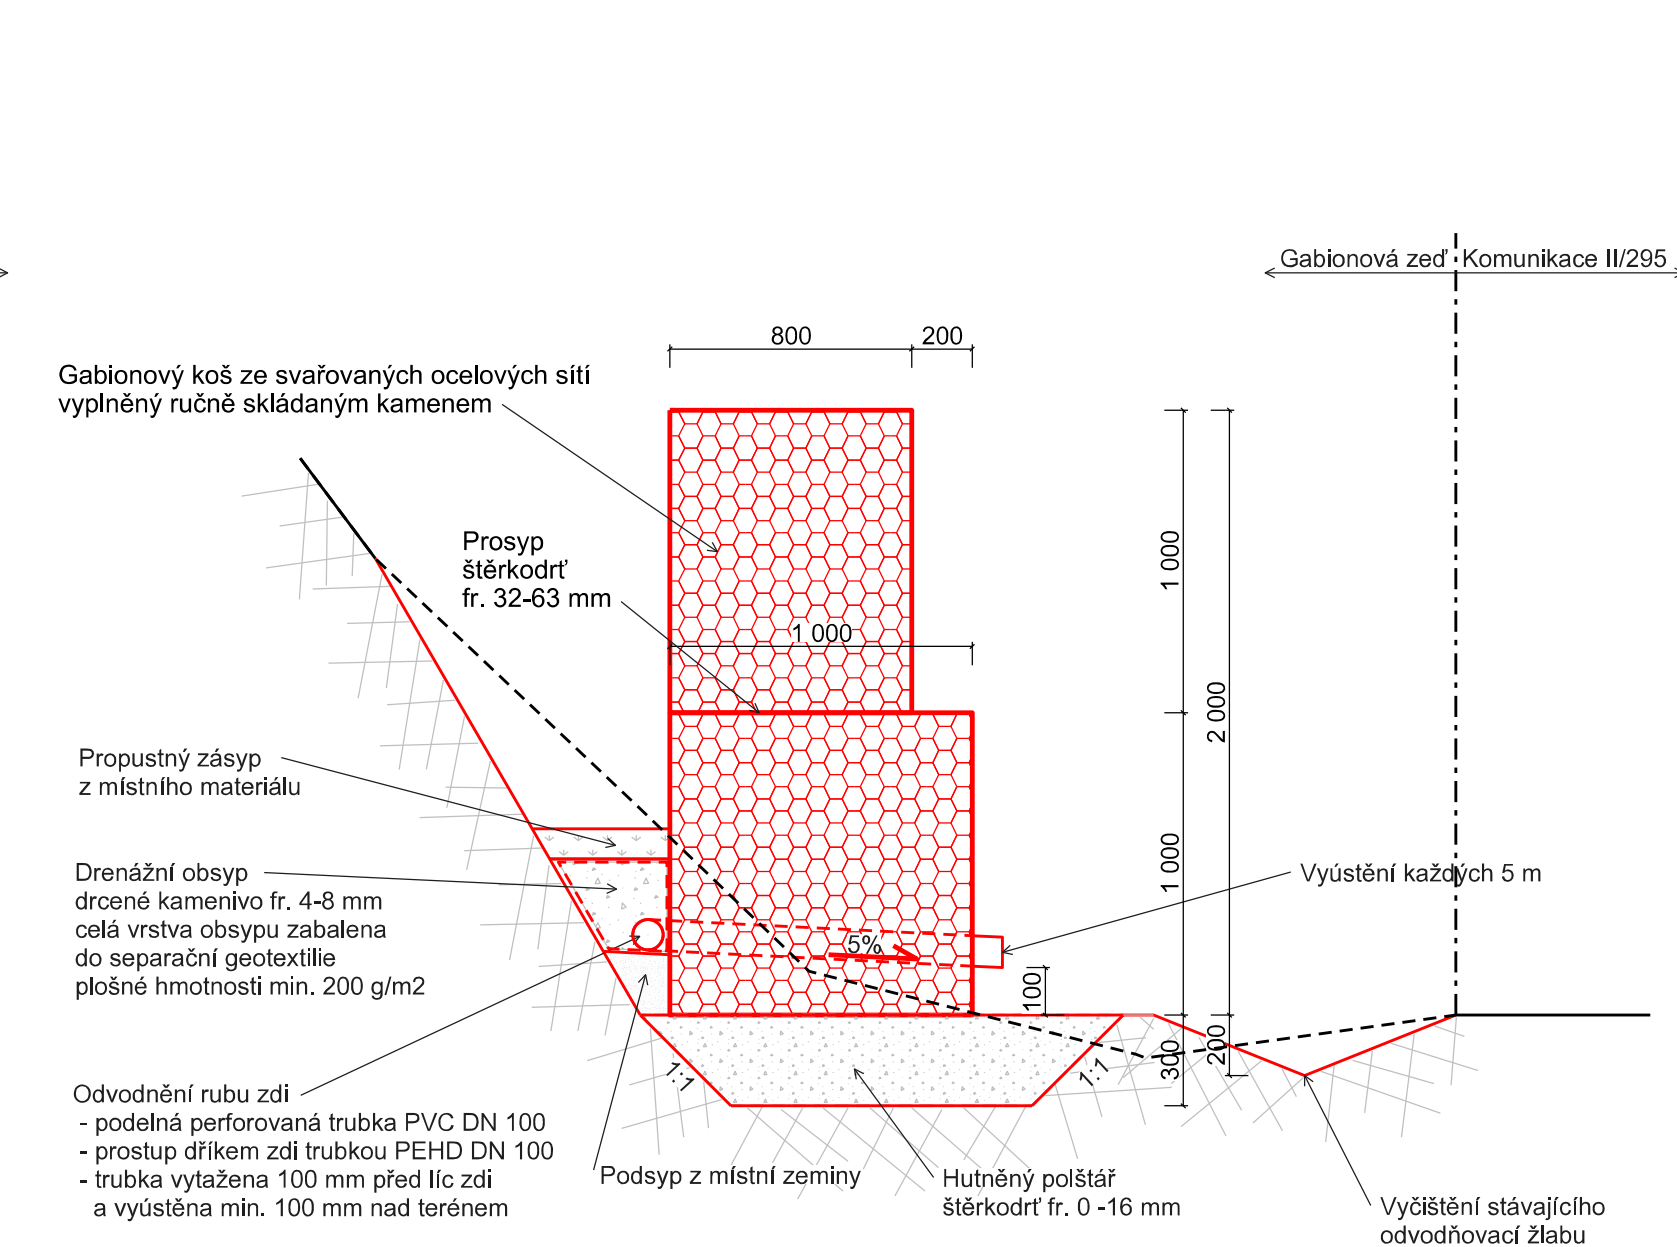 Gabionová zeď
Komunikace II/295
800
200
Gabionový koš ze svařovaných ocelových sítí
vyplněný ručně skládaným kamenem
Prosyp
štěrkodrť
fr. 32-63 mm
1 000
1 000
2 000
Propustný zásyp
z místního materiálu
Drenážní obsyp
drcené kamenivo fr. 4-8 mm
celá vrstva obsypu zabalena
do separační geotextilie
plošné hmotnosti min. 200 g/m2
1 000
Vyústění každých 5 m
5%
100
300
200
1:1
1:1
Odvodnění rubu zdi
- podelná perforovaná trubka PVC DN 100
- prostup dříkem zdi trubkou PEHD DN 100
- trubka vytažena 100 mm před líc zdi
a vyústěna min. 100 mm nad terénem
Podsyp z místní zeminy
Hutněný polštář
štěrkodrť fr. 0 -16 mm
Vyčištění stávajícího
odvodňovací žlabu